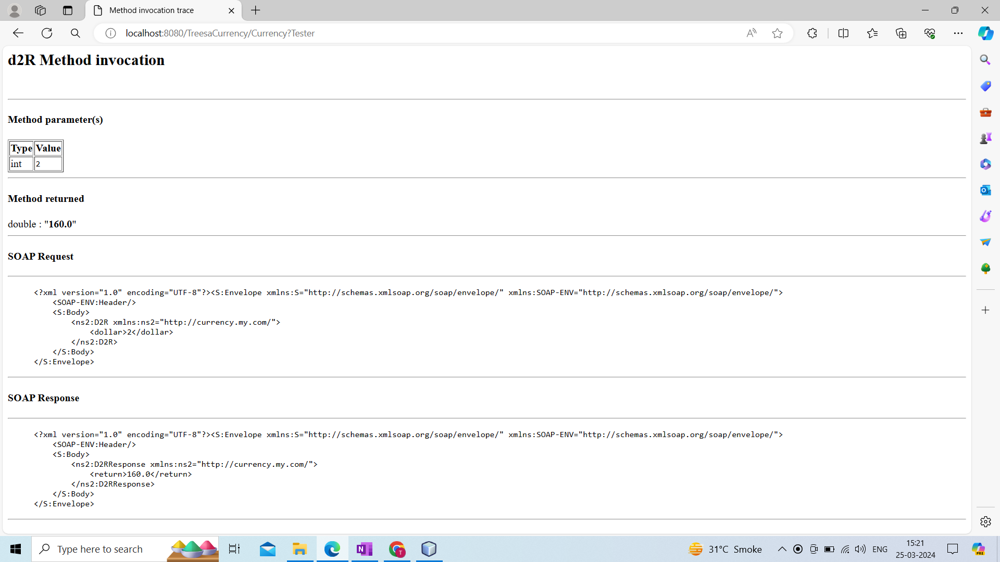 Method invocation trace
localhost:8080/TreesaCurrency/Currency?Tester
d2R Method invocation
Method parameter(s)
Type Value
int 2
Method returned
double : "160.0"
SOAP Request
<?xml version="1.0" encoding="UTF-8"?><S:Envelope xmlns:S="http://schemas.xmlsoap.org/soap/envelope/" xmlns:SOAP-ENV="http://schemas.xmlsoap.org/soap/envelope/">
    <SOAP-ENV:Header/>
    <S:Body>
        <ns2:D2R xmlns:ns2="http://currency.my.com/">
            <dollar>2</dollar>
        </ns2:D2R>
    </S:Body>
</S:Envelope>
SOAP Response
<?xml version="1.0" encoding="UTF-8"?><S:Envelope xmlns:S="http://schemas.xmlsoap.org/soap/envelope/" xmlns:SOAP-ENV="http://schemas.xmlsoap.org/soap/envelope/">
    <SOAP-ENV:Header/>
    <S:Body>
        <ns2:D2RResponse xmlns:ns2="http://currency.my.com/">
            <return>160.0</return>
        </ns2:D2RResponse>
    </S:Body>
</S:Envelope>
Type here to search
31°C Smoke
ENG
15:21
25-03-2024
PRE